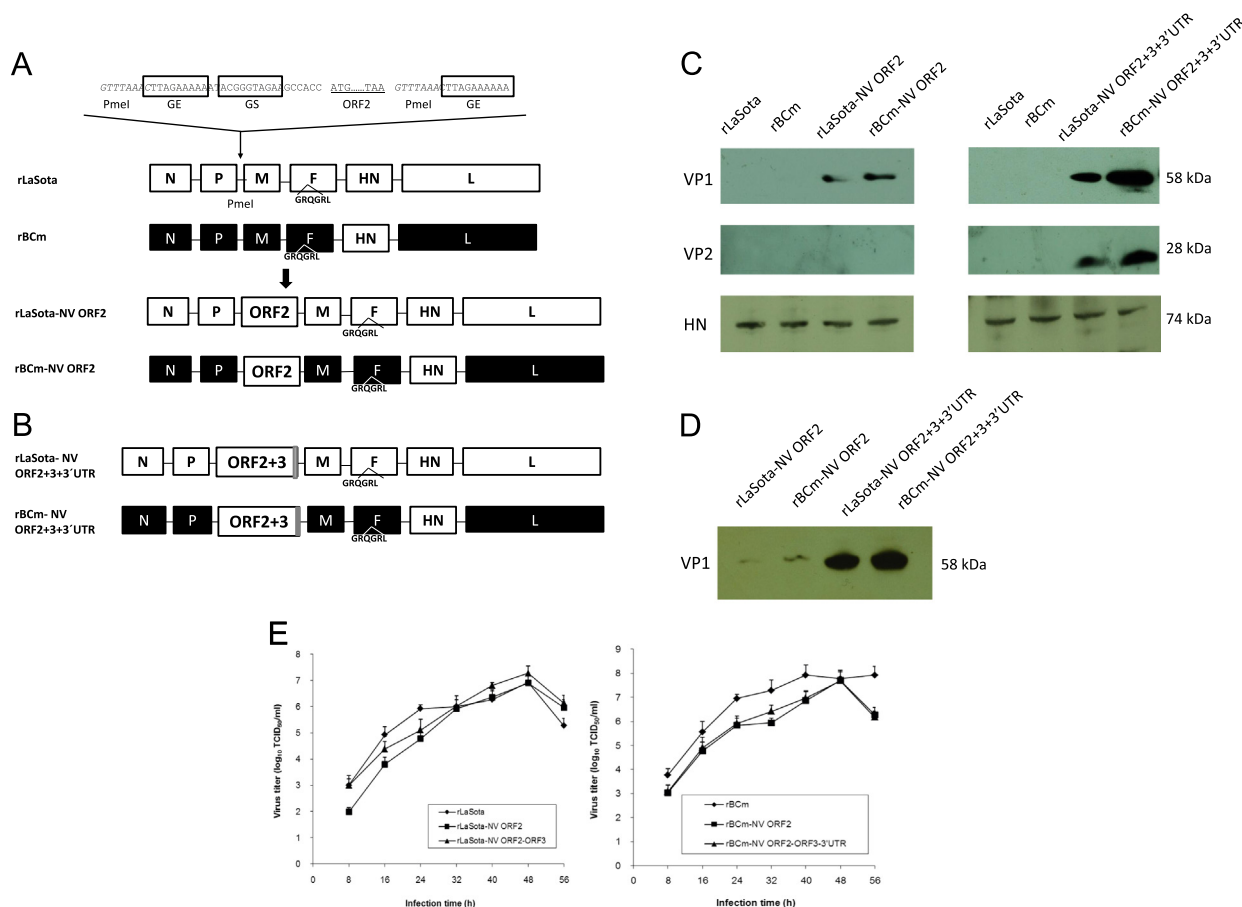 A
GTTTAAACTTAGAAAAAATACGGGTAGAAGCCACC ATG......TAA GTTTAAACTTAGAAAAAA
PmeI GE GS ORF2 PmeI GE
rLaSota
N P M F HN L
PmeI
GRQGRL
rBCm
N P M F HN L
GRQGRL
rLaSota-NV ORF2
N P ORF2 M F HN L
GRQGRL
rBCm-NV ORF2
N P ORF2 M F HN L
GRQGRL
B
rLaSota- NV
ORF2+3+3´UTR
N P ORF2+3 M F HN L
GRQGRL
rBCm- NV
ORF2+3+3´UTR
N P ORF2+3 M F HN L
GRQGRL
C
rLaSota
rBCm
rLaSota-NV ORF2
rBCm-NV ORF2
rLaSota
rBCm
rLaSota-NV ORF2+3+3’UTR
rBCm-NV ORF2+3+3’UTR
VP1
58 kDa
VP2
28 kDa
HN
74 kDa
D
rLaSota-NV ORF2
rBCm-NV ORF2
rLaSota-NV ORF2+3+3’UTR
rBCm-NV ORF2+3+3’UTR
VP1
58 kDa
E
Virus titer (log10 TCID50/ml)
8
7
6
5
4
3
2
1
0
0 8 16 24 32 40 48 56
Infection time (h)
rLaSota
rLaSota-NV ORF2
rLaSota-NV ORF2-ORF3
Virus titer (log10 TCID50/ml)
9
8
7
6
5
4
3
2
1
0
0 8 16 24 32 40 48 56
Infection time (h)
rBCm
rBCm-NV ORF2
rBCm-NV ORF2-ORF3-3'UTR